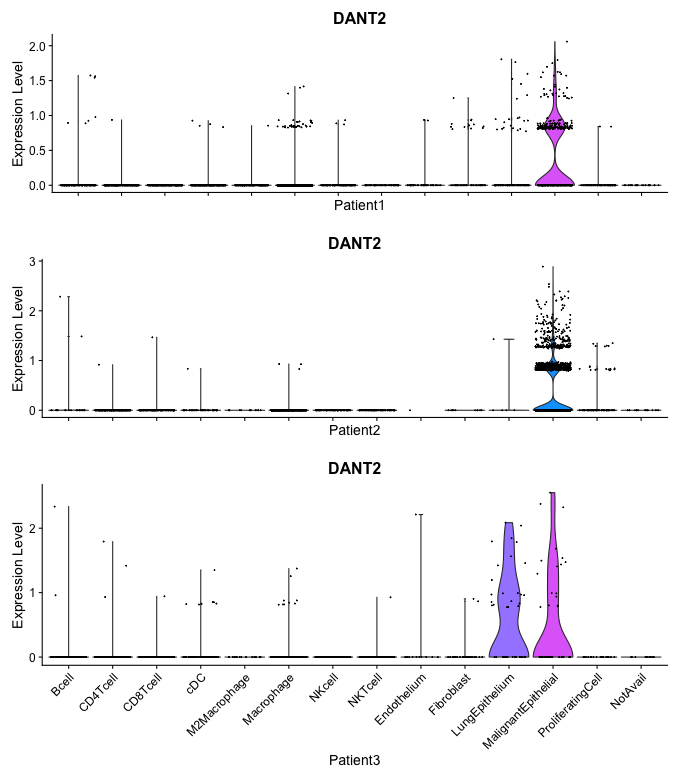 DANT2
Expression Level
2.0
1.5
1.0
0.5
0.0
Patient1
DANT2
Expression Level
3
2
1
0
Patient2
DANT2
Expression Level
2
1
0
Bcell
CD4Tcell
CD8Tcell
cDC
M2Macrophage
Macrophage
NKcell
NKTcell
Endothelium
Fibroblast
LungEpithelium
MalignantEpithelial
ProliferatingCell
NotAvail
Patient3